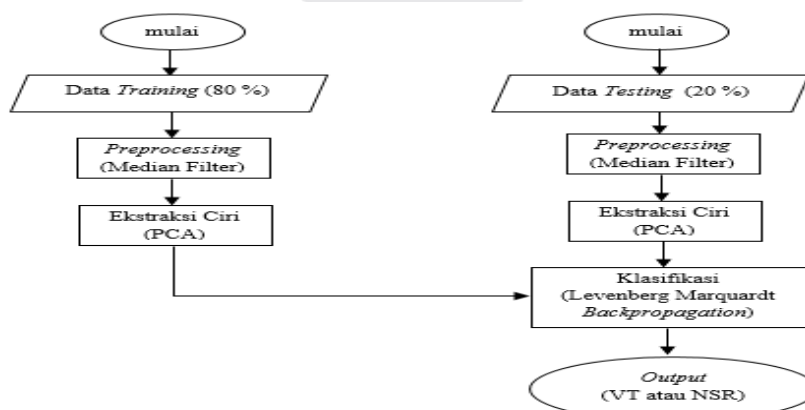 mulai
Data Training (80 %)
Preprocessing
(Median Filter)
Ekstraksi Ciri
(PCA)
mulai
Data Testing (20 %)
Preprocessing
(Median Filter)
Ekstraksi Ciri
(PCA)
Klasifikasi
(Levenberg Marquardt
Backpropagation)
Output
(VT atau NSR)